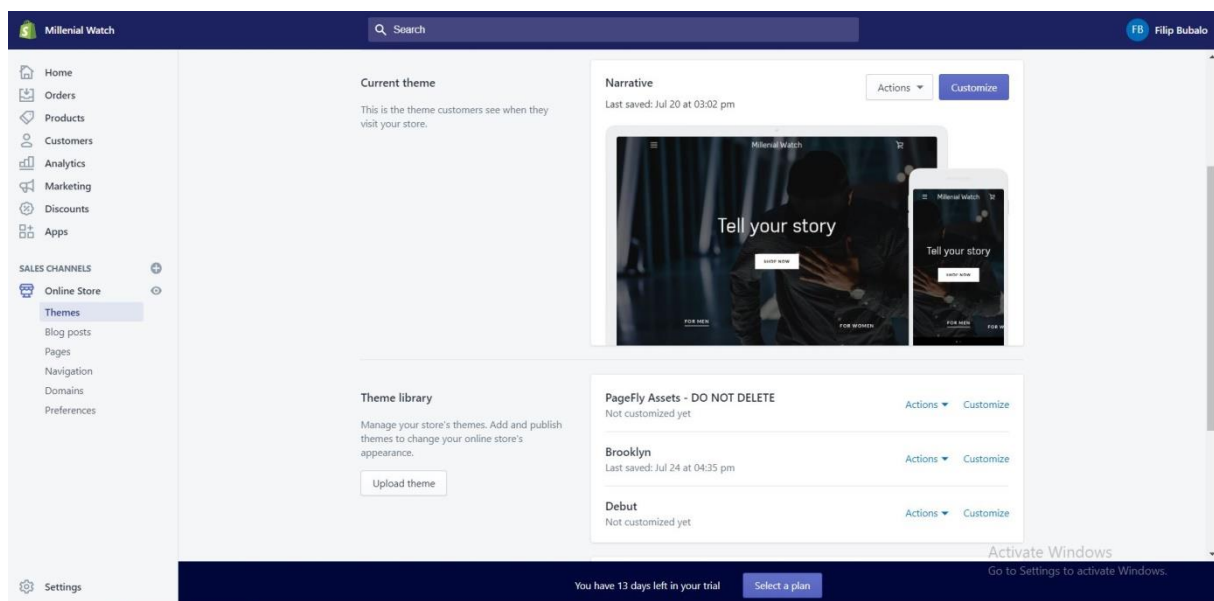 Millenial Watch
Search
FB Filip Bubalo
Home
Orders
Products
Customers
Analytics
Marketing
Discounts
Apps
SALES CHANNELS
Online Store
Themes
Blog posts
Pages
Navigation
Domains
Preferences
Settings
Current theme
This is the theme customers see when they
visit your store.
Narrative
Last saved: Jul 20 at 03:02 pm
Actions
Customize
Millenial Watch
Tell your story
SHOP NOW
FOR MEN
FOR WOMEN
Millenial Watch
Tell your story
SHOP NOW
FOR MEN
FOR W
Theme library
Manage your store's themes. Add and publish
themes to change your online store's
appearance.
Upload theme
PageFly Assets - DO NOT DELETE
Not customized yet
Actions Customize
Brooklyn
Last saved: Jul 24 at 04:35 pm
Actions Customize
Debut
Not customized yet
Actions Customize
Activate Windows
Go to Settings to activate Windows.
You have 13 days left in your trial
Select a plan